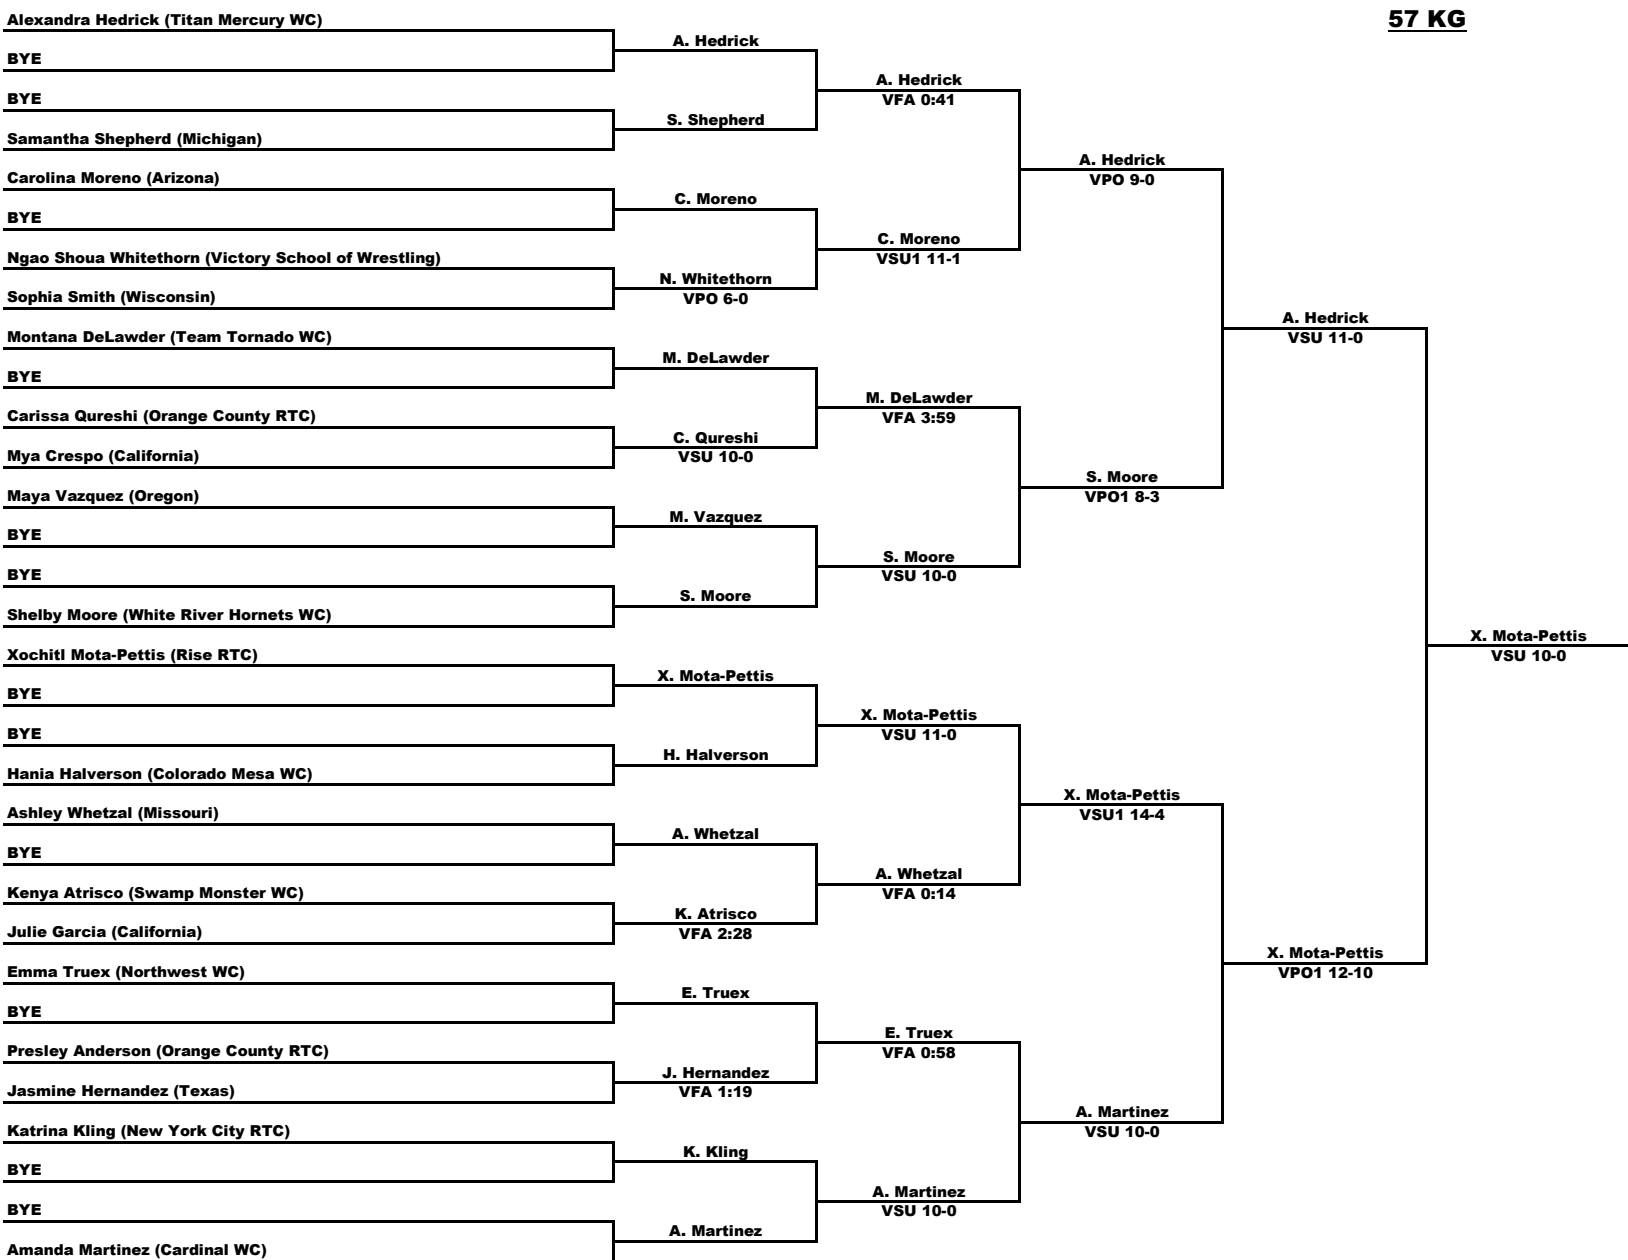 57 KG
Alexandra Hedrick (Titan Mercury WC)
BYE
BYE
Samantha Shepherd (Michigan)
Carolina Moreno (Arizona)
BYE
Ngao Shoua Whitethorn (Victory School of Wrestling)
Sophia Smith (Wisconsin)
Montana DeLawder (Team Tornado WC)
BYE
Carissa Qureshi (Orange County RTC)
Mya Crespo (California)
Maya Vazquez (Oregon)
BYE
BYE
Shelby Moore (White River Hornets WC)
Xochitl Mota-Pettis (Rise RTC)
BYE
BYE
Hania Halverson (Colorado Mesa WC)
Ashley Whetzal (Missouri)
BYE
Kenya Atrisco (Swamp Monster WC)
Julie Garcia (California)
Emma Truex (Northwest WC)
BYE
Presley Anderson (Orange County RTC)
Jasmine Hernandez (Texas)
Katrina Kling (New York City RTC)
BYE
BYE
Amanda Martinez (Cardinal WC)
A. Hedrick
S. Shepherd
C. Moreno
N. Whitethorn
VPO 6-0
M. DeLawder
C. Qureshi
VSU 10-0
M. Vazquez
S. Moore
X. Mota-Pettis
H. Halverson
A. Whetzal
K. Atrisco
VFA 2:28
E. Truex
J. Hernandez
VFA 1:19
K. Kling
A. Martinez
A. Hedrick
VFA 0:41
C. Moreno
VSU1 11-1
M. DeLawder
VFA 3:59
S. Moore
VSU 10-0
X. Mota-Pettis
VSU 11-0
A. Whetzal
VFA 0:14
E. Truex
VFA 0:58
A. Martinez
VSU 10-0
A. Hedrick
VPO 9-0
S. Moore
VPO1 8-3
X. Mota-Pettis
VSU1 14-4
A. Martinez
VSU 10-0
A. Hedrick
VSU 11-0
X. Mota-Pettis
VPO1 12-10
X. Mota-Pettis
VSU 10-0